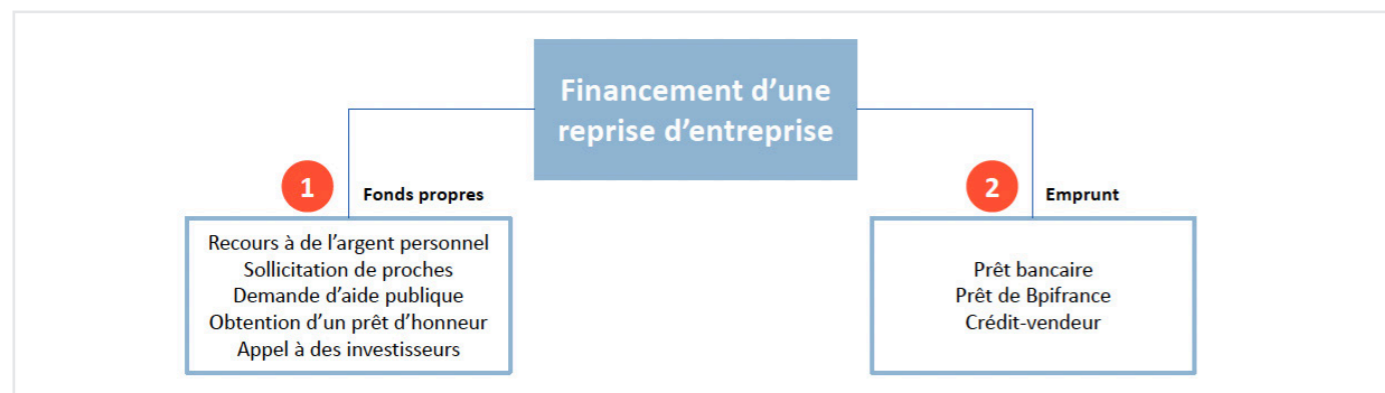 Financement d’une
reprise d’entreprise
1
Fonds propres
Recours à de l’argent personnel
Sollicitation de proches
Demande d’aide publique
Obtention d’un prêt d’honneur
Appel à des investisseurs
2
Emprunt
Prêt bancaire
Prêt de Bpifrance
Crédit-vendeur